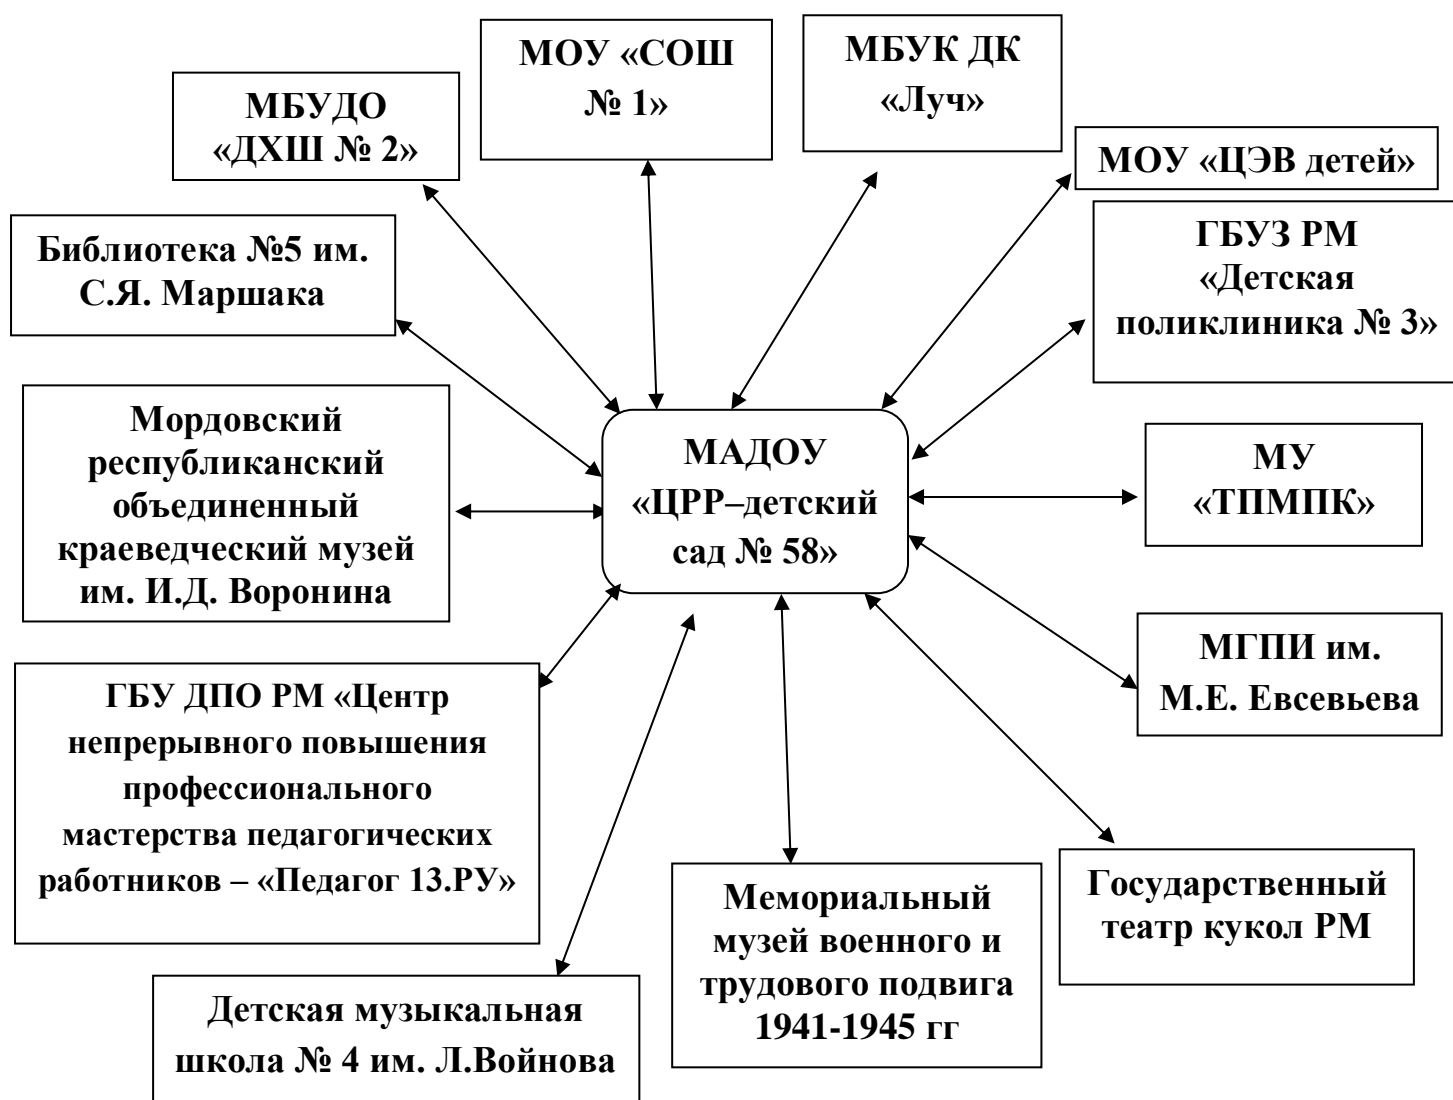 МБУДО
«ДХШ № 2»
МОУ «СОШ
№ 1»
МБУК ДК
«Луч»
МОУ «ЦЭВ детей»
Библиотека №5 им.
С.Я. Маршака
ГБУЗ РМ
«Детская
поликлиника № 3»
Мордовский
республиканский
объединенный
краеведческий музей
им. И.Д. Воронина
МАДОУ
«ЦРР–детский
сад № 58»
МУ
«ТПМПК»
ГБУ ДПО РМ «Центр
непрерывного повышения
профессионального
мастерства педагогических
работников – «Педагог 13.РУ»
МГПИ им.
М.Е. Евсевьева
Детская музыкальная
школа № 4 им. Л.Войнова
Мемориальный
музей военного и
трудового подвига
1941-1945 гг
Государственный
театр кукол РМ